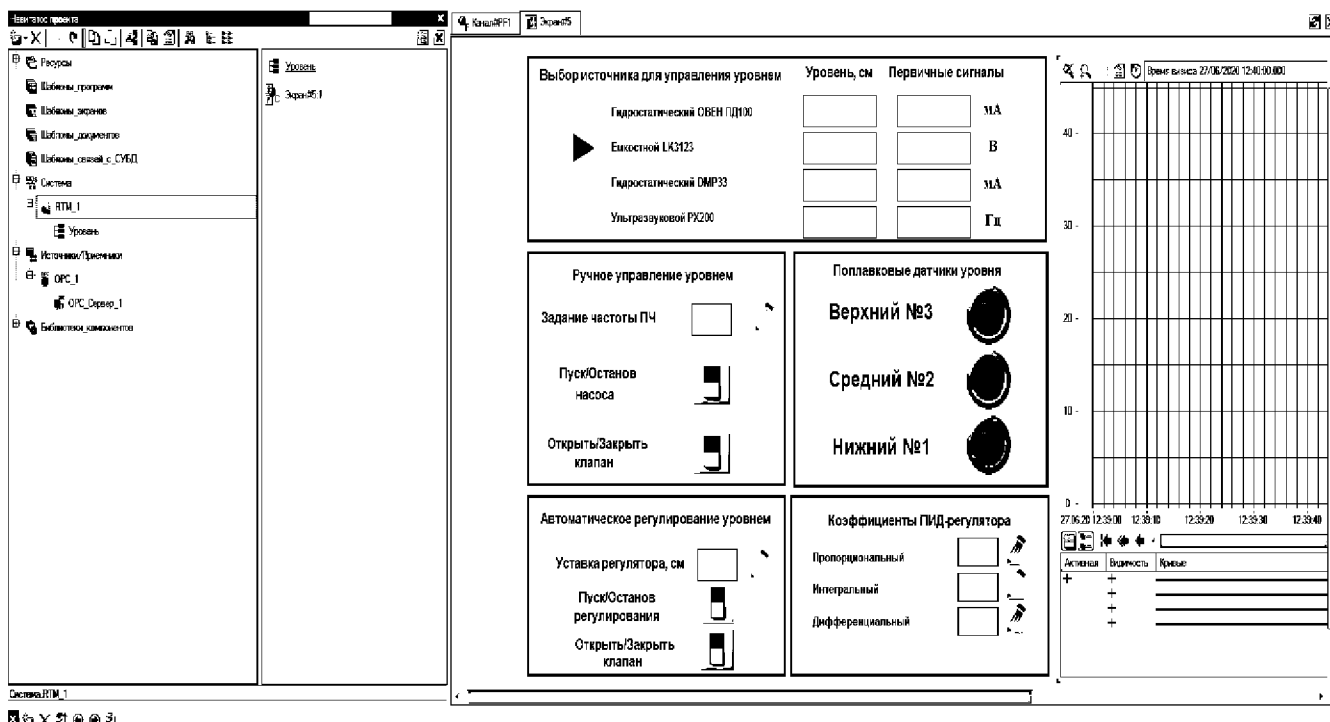 Навигатор проекта
Ресурсы
Шаблоны_программ
Шаблоны_экранов
Шаблоны_документов
Шаблоны_связей_с_СУБД
Система
RTM_1
Уровень
Источники/Приемники
OPC_1
OPC_Сервер_1
Библиотеки_компонентов
Уровень
Экран#5:1
Система.RTM_1
Канал#PF1
Экран#5
Выбор источника для управления уровнем
Уровень, см
Первичные сигналы
Гидростатический ОВЕН ПД100
мА
Емкостной LK3123
В
Гидростатический DMP33
мА
Ультразвуковой PX200
Гц
Ручное управление уровнем
Задание частоты ПЧ
Пуск/Останов
насоса
Открыть/Закрыть
клапан
Поплавковые датчики уровня
Верхний №3
Средний №2
Нижний №1
Автоматическое регулирование уровнем
Уставка регулятора, см
Пуск/Останов
регулирования
Открыть/Закрыть
клапан
Коэффициенты ПИД-регулятора
Пропорциональный
Интегральный
Дифференциальный
Время визира 27/06/2020 12:40:00.000
40
30
20
10
0
27.06.20 12:39:00 12:39:10 12:39:20 12:39:30 12:39:40
Активная Видимость Кривые